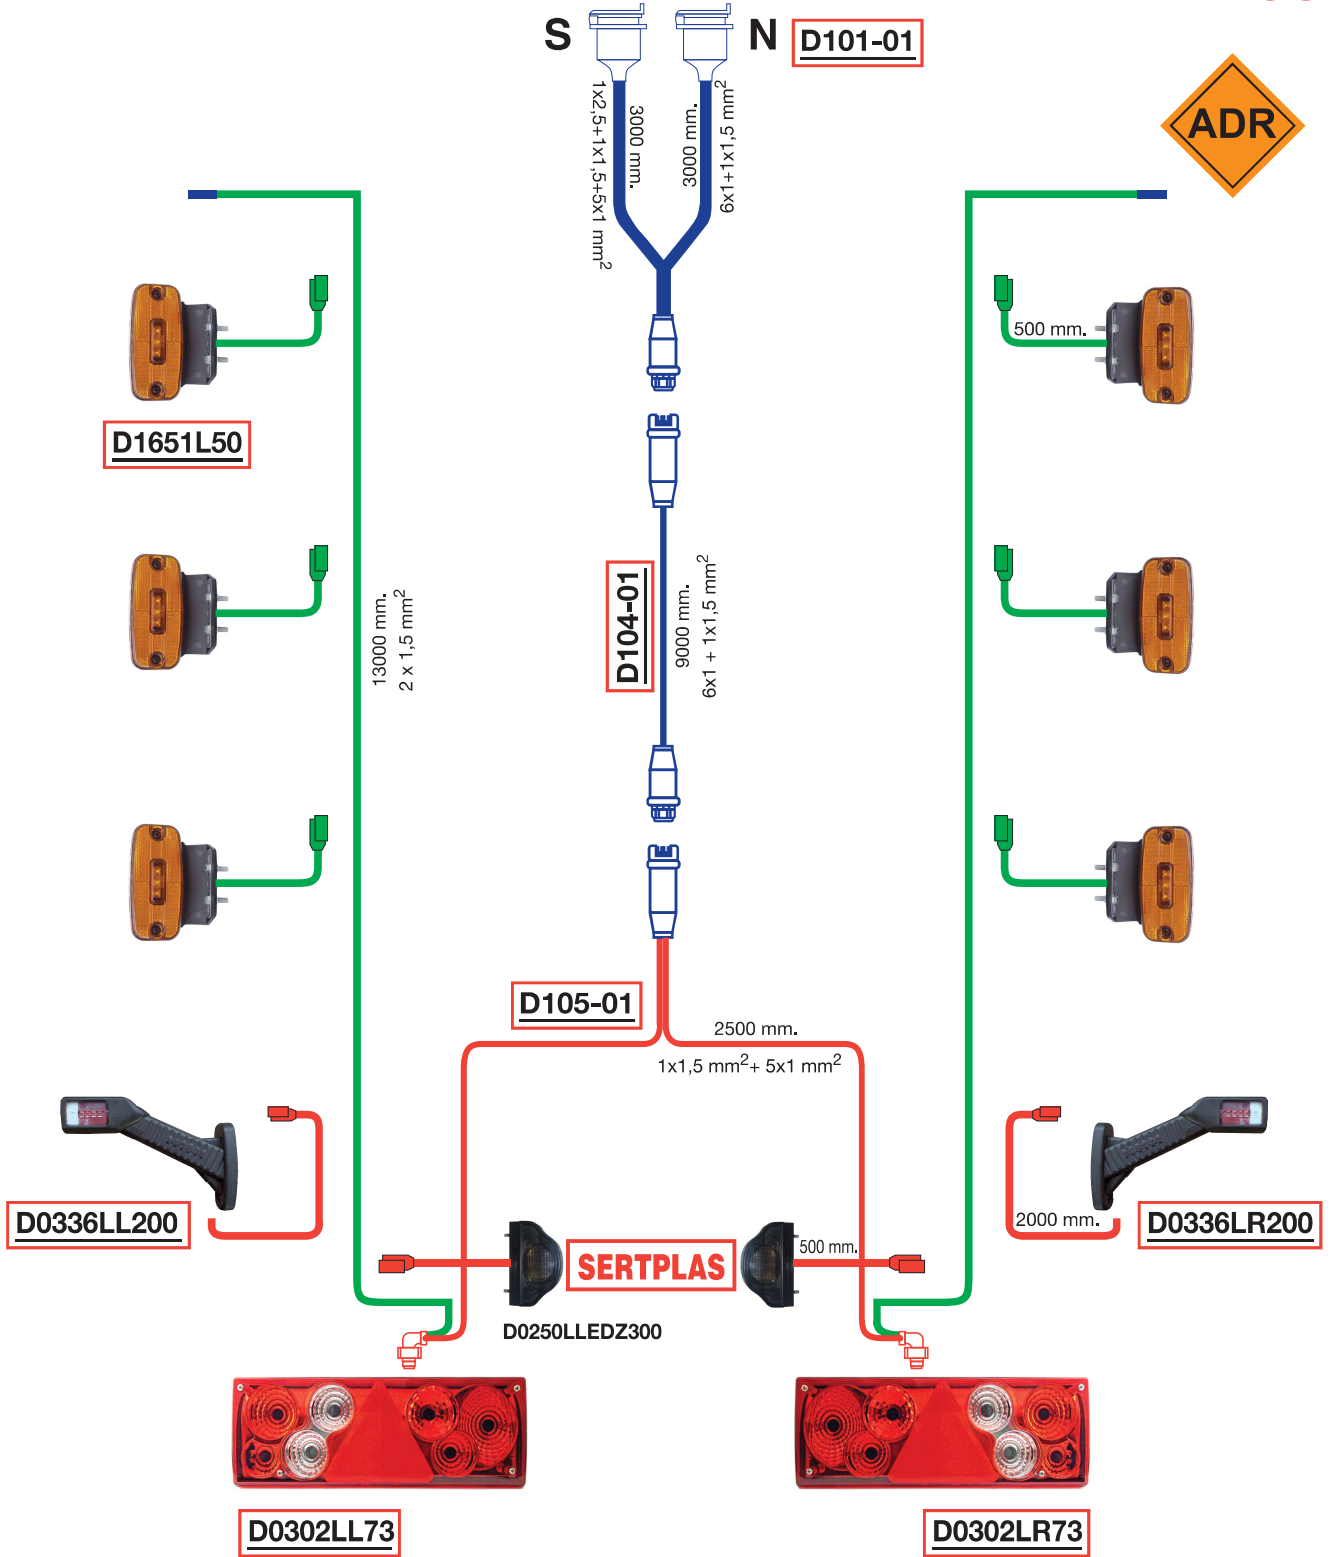 S
N
D101-01
1x2,5+1x1,5+5x1 mm²
3000 mm.
3000 mm.
6x1+1x1,5 mm²
ADR
500 mm.
D1651L50
13000 mm.
2 x 1,5 mm²
D104-01
9000 mm.
6x1 + 1x1,5 mm²
D105-01
2500 mm.
1x1,5 mm²+ 5x1 mm²
D0336LL200
2000 mm.
D0336LR200
SERTPLAS
500 mm.
D0250LLEDZ300
D0302LL73
D0302LR73